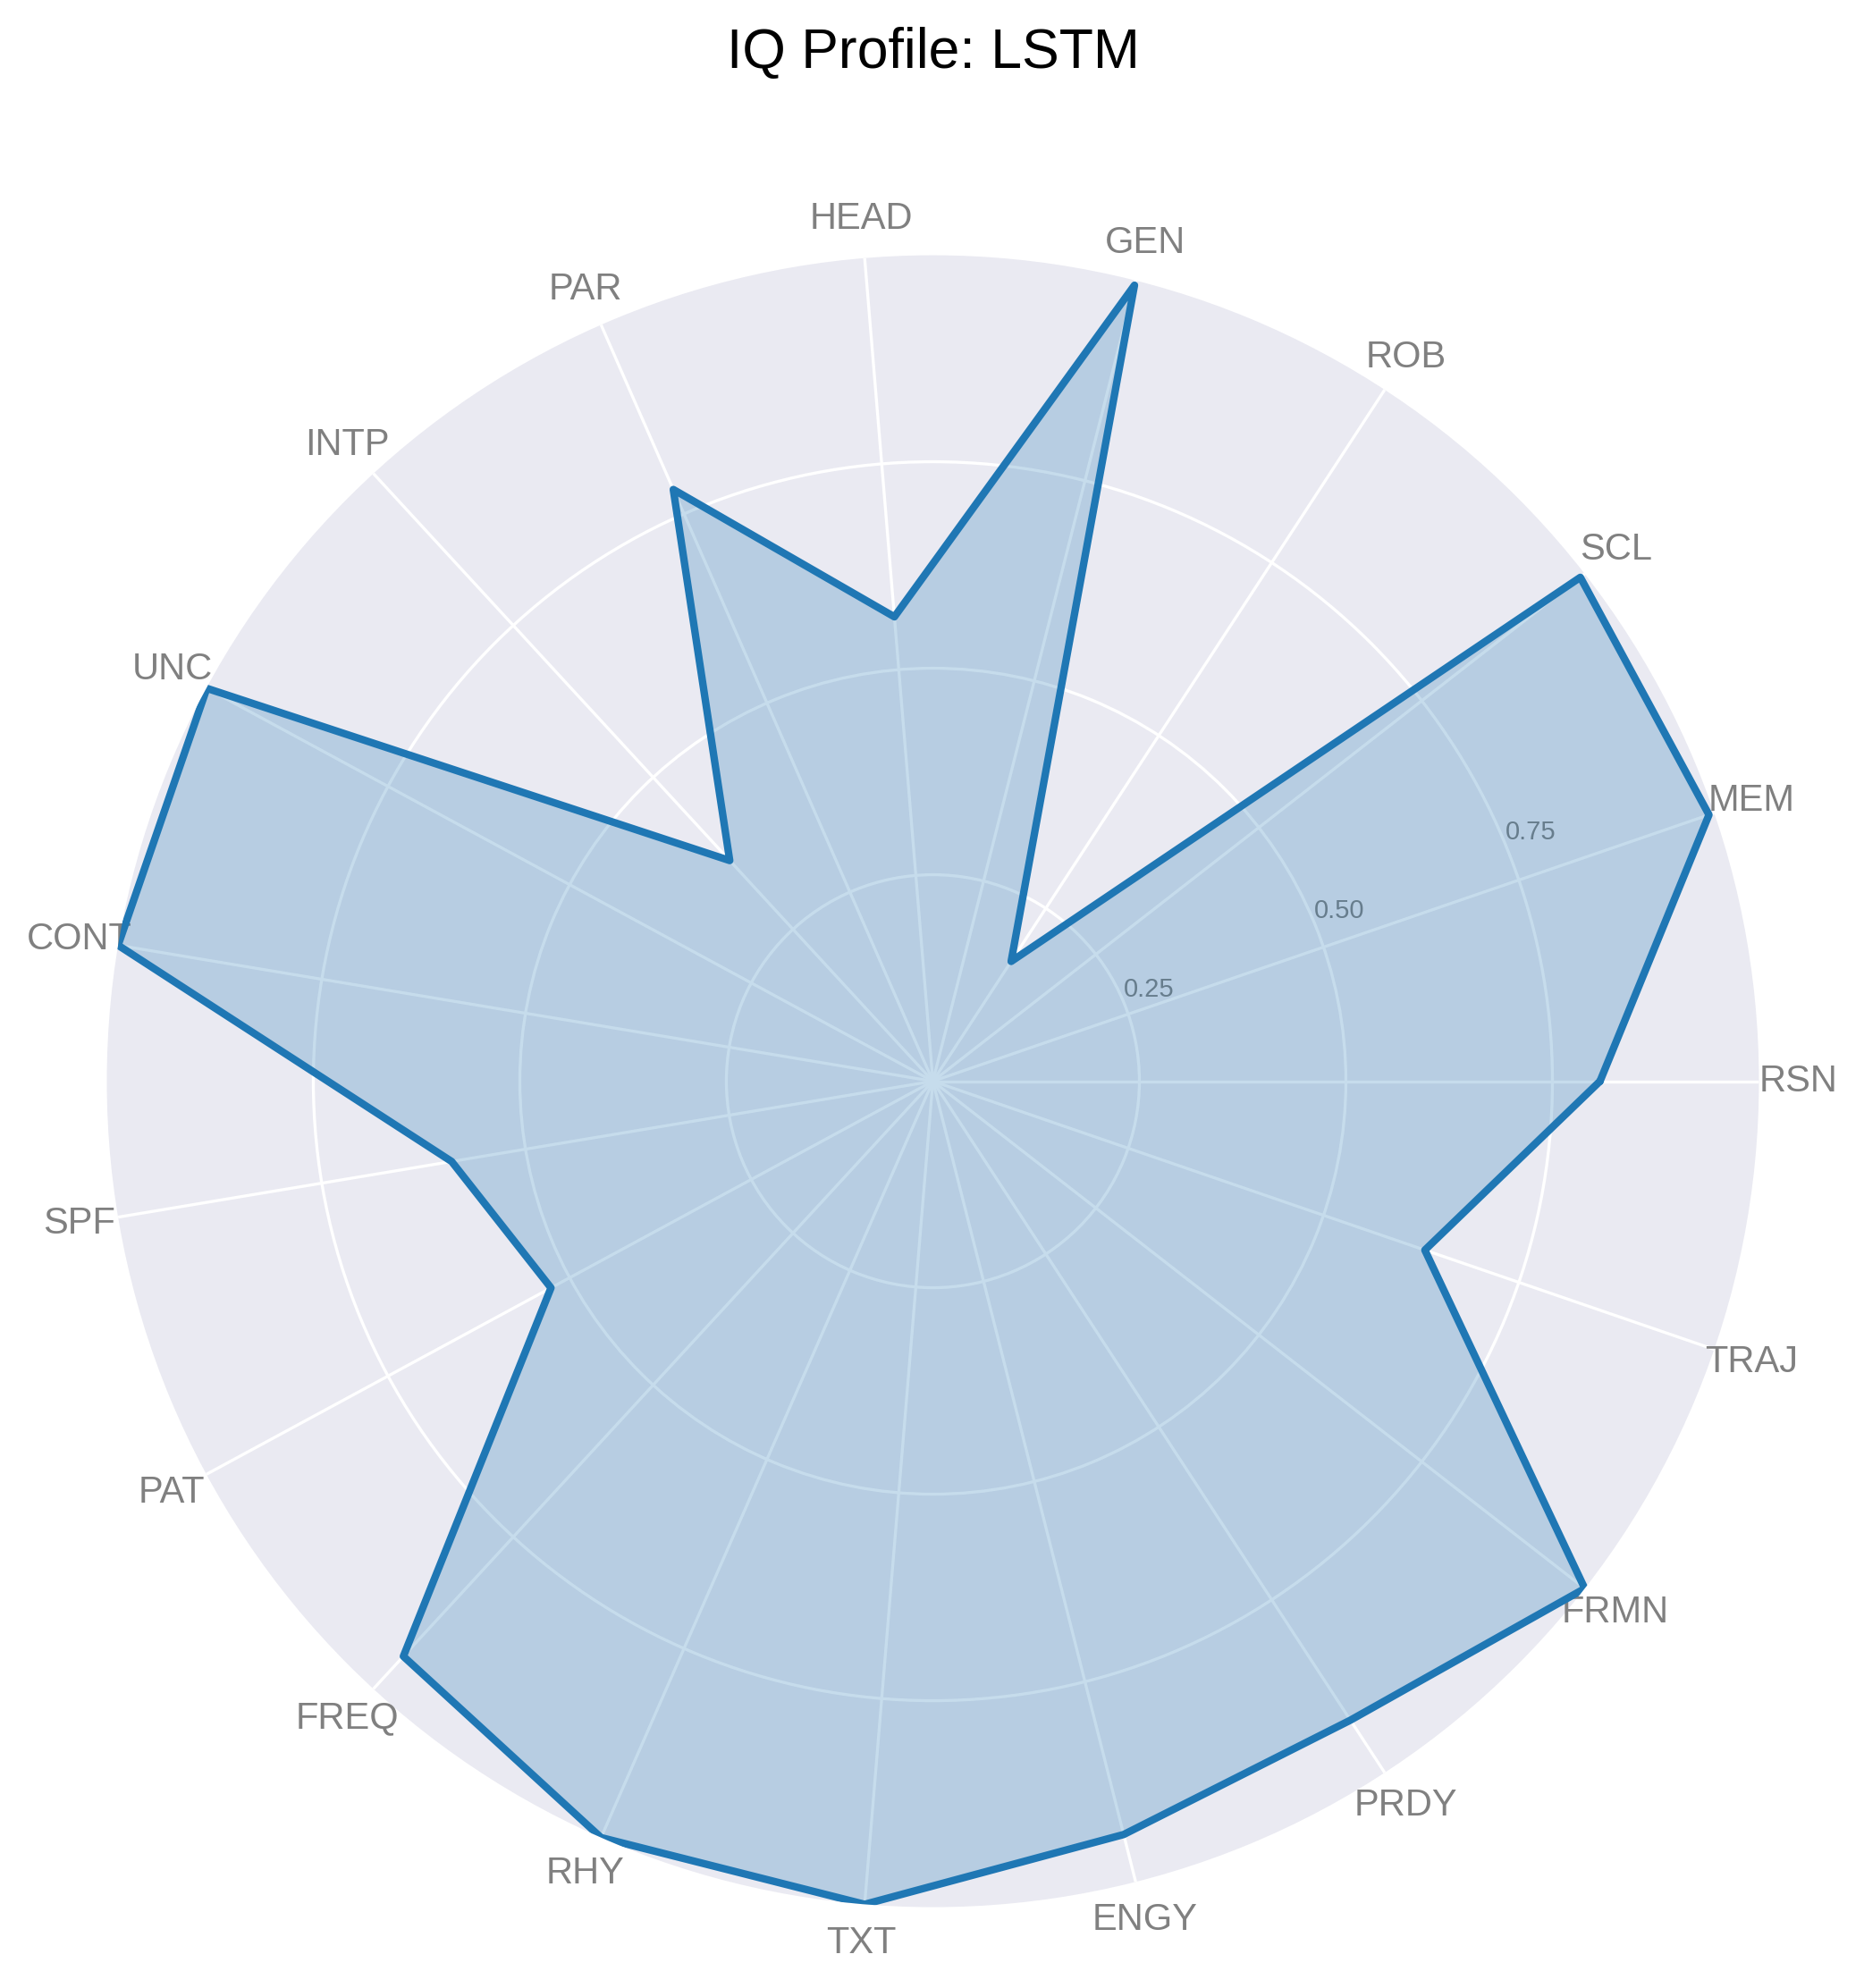 IQ Profile: LSTM
HEAD
GEN
PAR
ROB
INTP
SCL
UNC
MEM
0.75
0.50
CONT
0.25
RSN
SPF
TRAJ
PAT
FRMN
FREQ
PRDY
RHY
ENGY
TXT